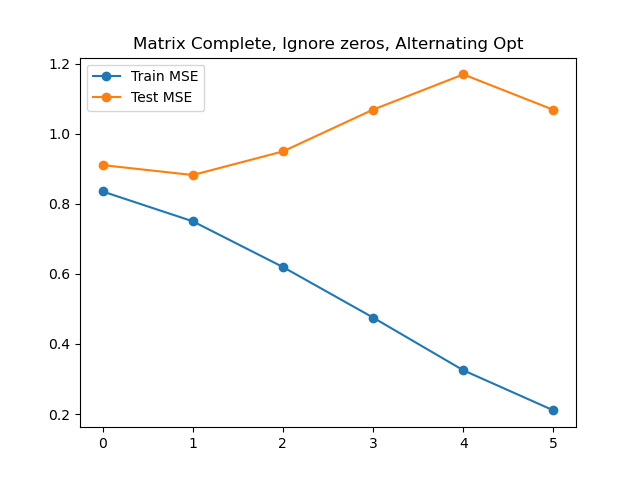 Matrix Complete, Ignore zeros, Alternating Opt
Train MSE
Test MSE
1.2
1.0
0.8
0.6
0.4
0.2
0 1 2 3 4 5